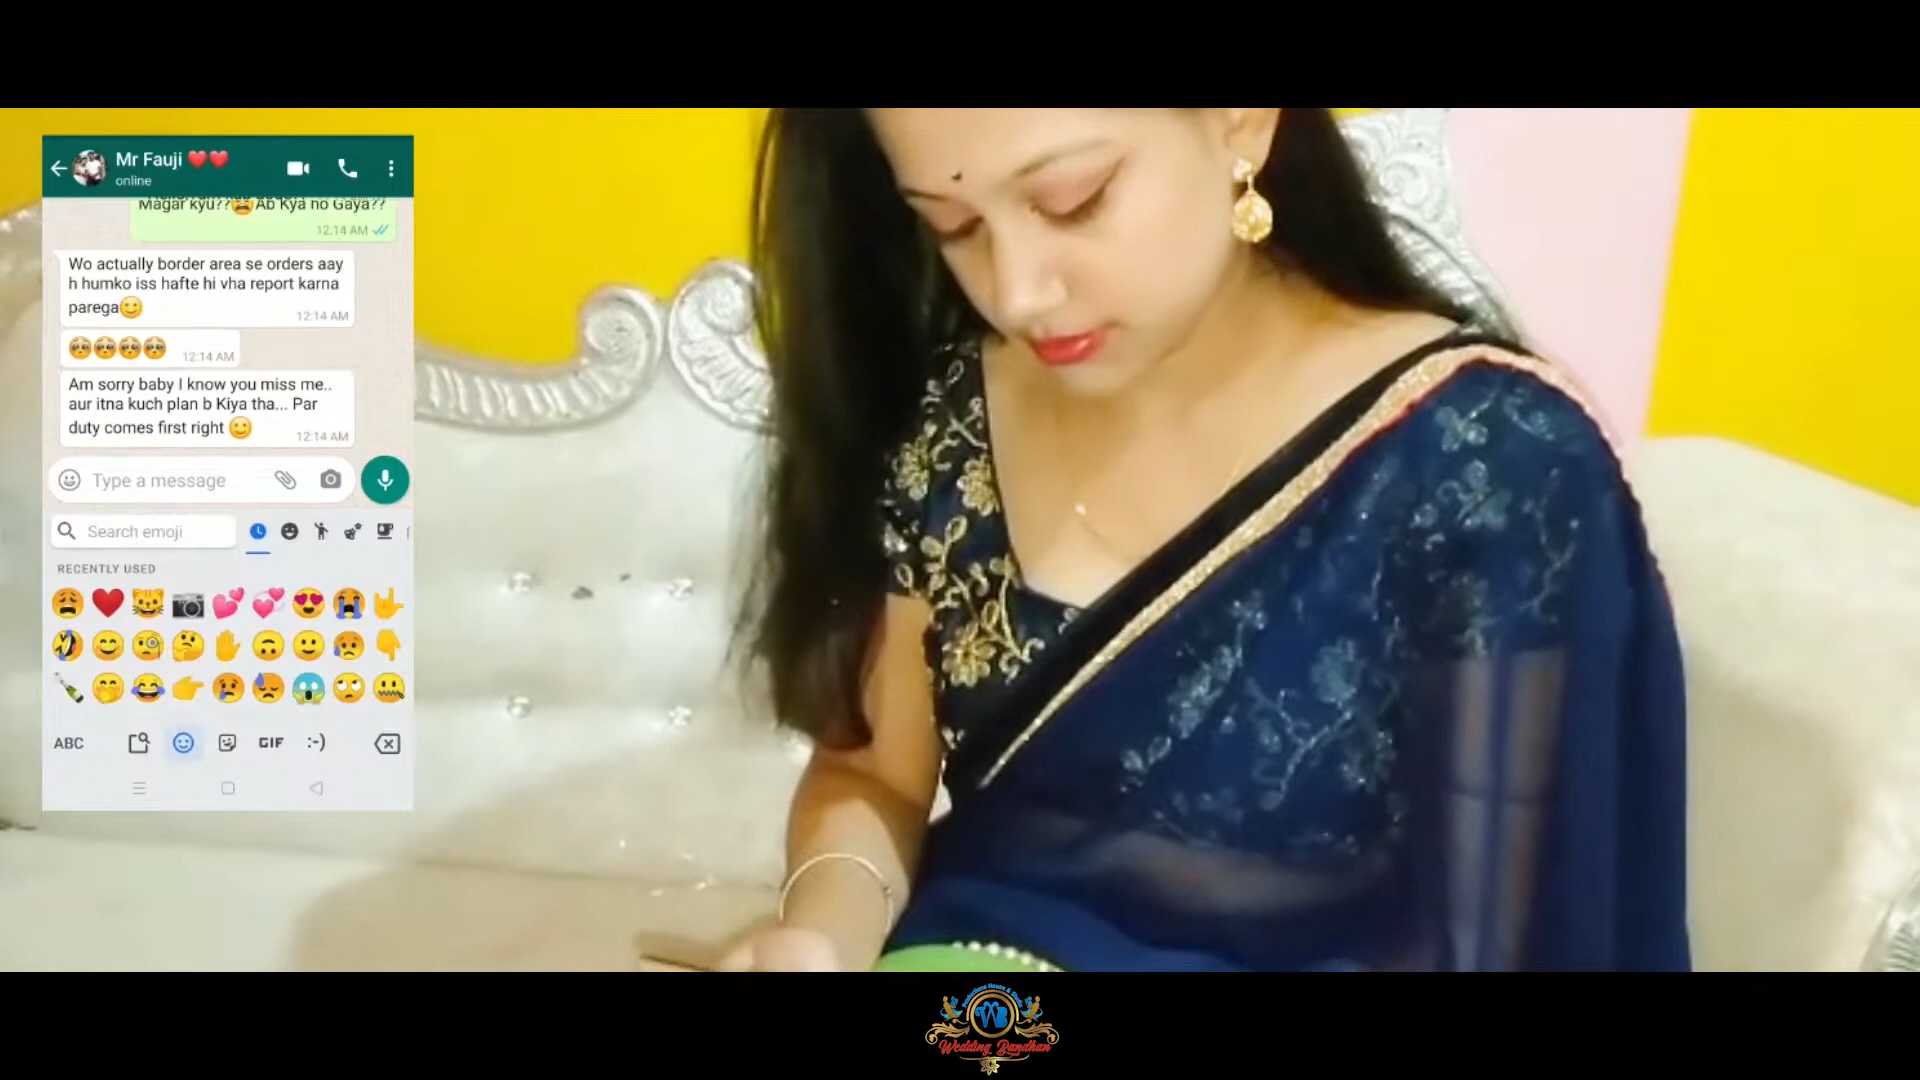 Mr Fauji ❤️❤️
online
Magar kyu??😩Ab Kya ho Gaya??
12:14 AM
Wo actually border area se orders aay
h humko iss hafte hi vha report karna
parega🙂
12:14 AM
🥺🥺🥺🥺 12:14 AM
Am sorry baby I know you miss me..
aur itna kuch plan b Kiya tha... Par
duty comes first right 🙂
12:14 AM
Type a message
Search emoji
RECENTLY USED
ABC GIF :-)
WB
Wedding Bandhan